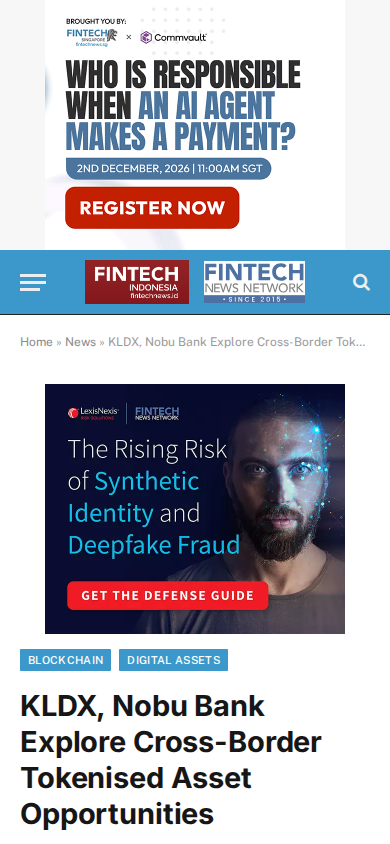 BROUGHT YOU BY:
FINTECH
SINGAPORE
fintechnews.sg
×
Commvault
WHO IS RESPONSIBLE
WHEN AN AI AGENT
MAKES A PAYMENT?
2ND DECEMBER, 2026 | 11:00AM SGT
REGISTER NOW
FINTECH
INDONESIA
fintechnews.id
FINTECH
NEWS NETWORK
• SINCE 2015 •
Home » News » KLDX, Nobu Bank Explore Cross-Border Tok...
LexisNexis
RISK SOLUTIONS
FINTECH
NEWS NETWORK
The Rising Risk
of Synthetic
Identity and
Deepfake Fraud
GET THE DEFENSE GUIDE
BLOCKCHAIN
DIGITAL ASSETS
KLDX, Nobu Bank
Explore Cross-Border
Tokenised Asset
Opportunities